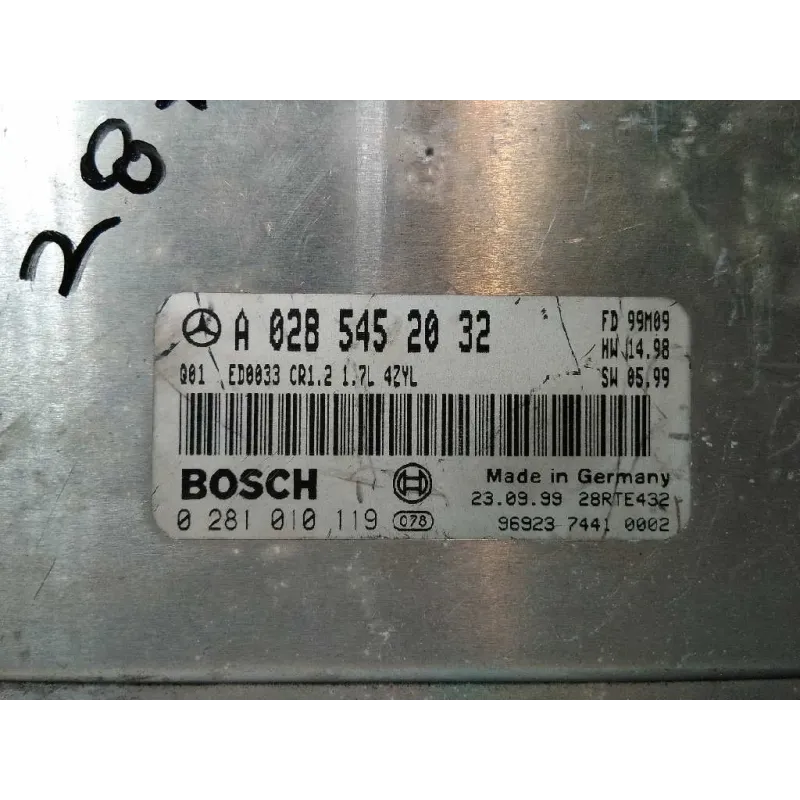 28
A 028 545 20 32
FD 99M09
HW 14.98
Q01 ED0033 CR1.2 1.7L 4ZYL
SW 05.99
BOSCH
Made in Germany
23.09.99 28RTE432
0 281 010 119 078
96923 7441 0002